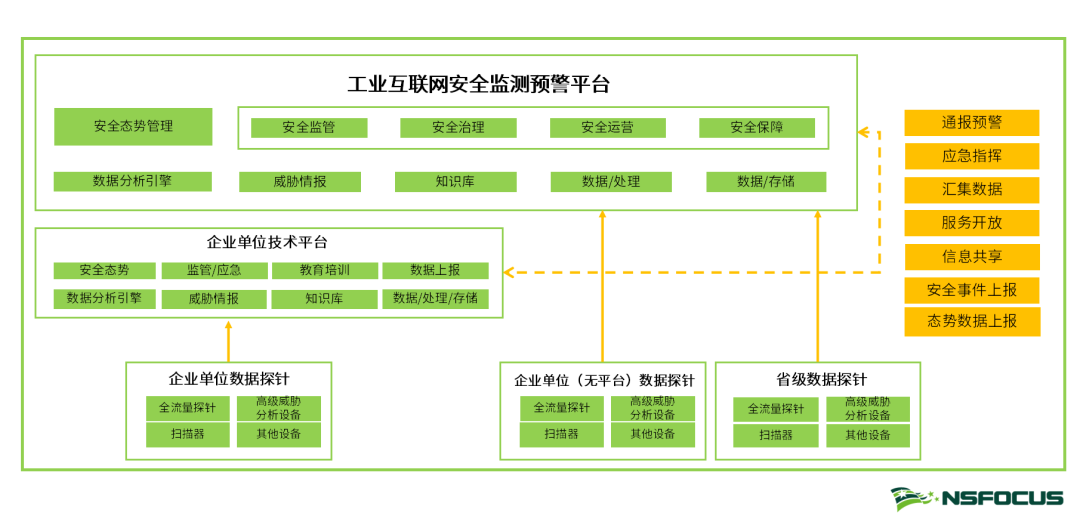 工业互联网安全监测预警平台
安全态势管理
安全监管
安全治理
安全运营
安全保障
数据分析引擎
威胁情报
知识库
数据/处理
数据/存储
通报预警
应急指挥
汇集数据
服务开放
信息共享
安全事件上报
态势数据上报
企业单位技术平台
安全态势
监管/应急
教育培训
数据上报
数据分析引擎
威胁情报
知识库
数据/处理/存储
企业单位数据探针
全流量探针
高级威胁
分析设备
扫描器
其他设备
企业单位（无平台）数据探针
全流量探针
高级威胁
分析设备
扫描器
其他设备
省级数据探针
全流量探针
高级威胁
分析设备
扫描器
其他设备
NSFOCUS